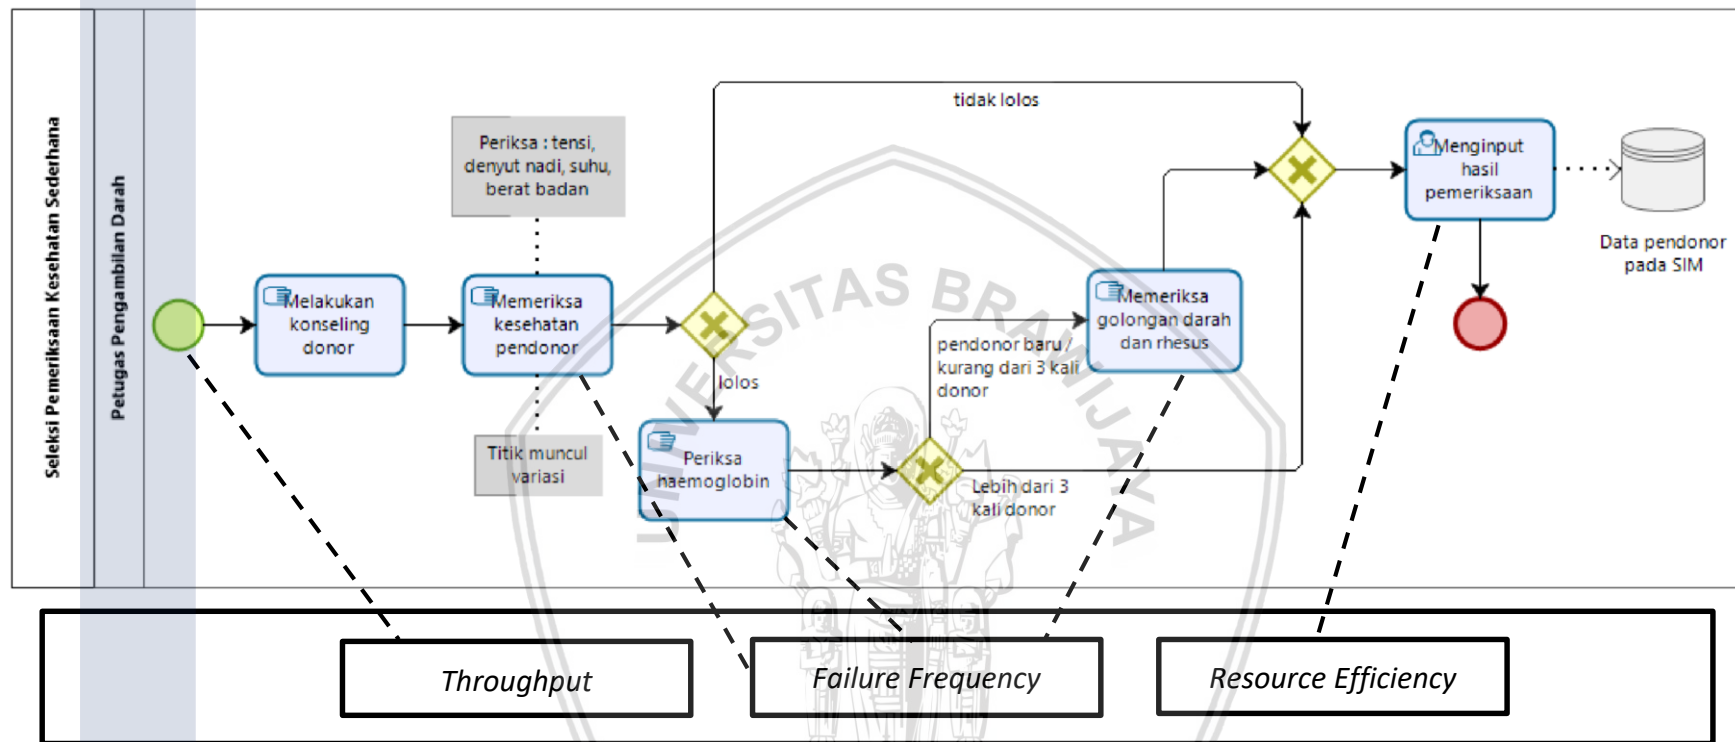 Seleksi Pemeriksaan Kesehatan Sederhana
Petugas Pengambilan Darah
Melakukan
konseling
donor
Periksa : tensi,
denyut nadi, suhu,
berat badan
Memeriksa
kesehatan
pendonor
Titik muncul
variasi
tidak lolos
lolos
Periksa
haemoglobin
pendonor baru /
kurang dari 3 kali
donor
Lebih dari 3
kali donor
Memeriksa
golongan darah
dan rhesus
Menginput
hasil
pemeriksaan
Data pendonor
pada SIM
UNIVERSITAS BRAWIJAYA
Throughput
Failure Frequency
Resource Efficiency